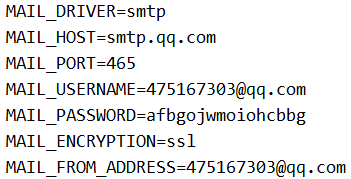 MAIL_DRIVER=smtp
MAIL_HOST=smtp.qq.com
MAIL_PORT=465
MAIL_USERNAME=475167303@qq.com
MAIL_PASSWORD=afbgojwmoiohcbbg
MAIL_ENCRYPTION=ssl
MAIL_FROM_ADDRESS=475167303@qq.com